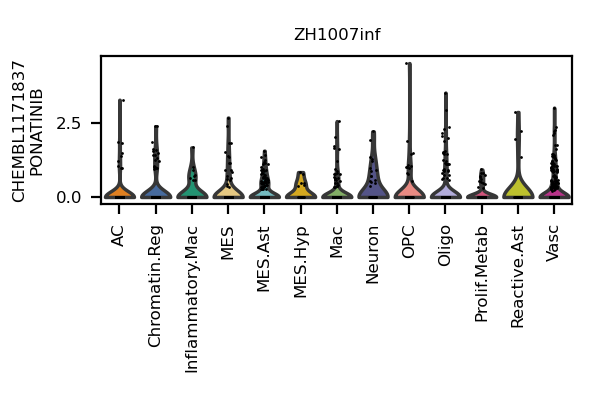 ZH1007inf
CHEMBL1171837
PONATINIB
2.5
0.0
AC
Chromatin.Reg
Inflammatory.Mac
MES
MES.Ast
MES.Hyp
Mac
Neuron
OPC
Oligo
Prolif.Metab
Reactive.Ast
Vasc